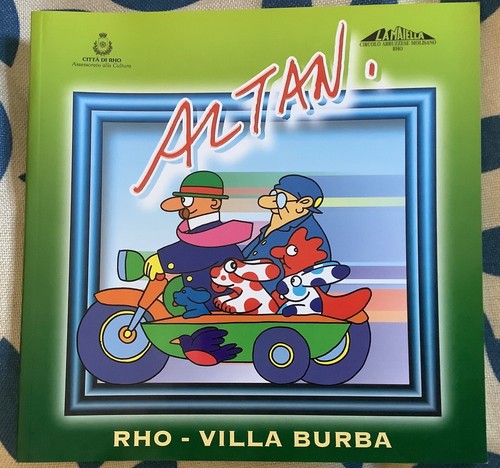 CITTÀ DI RHO
Assessorato alla Cultura
LA MAIELLA
CIRCOLO ABRUZZESE MOLISANO
RHO
ALTAN.
RHO - VILLA BURBA